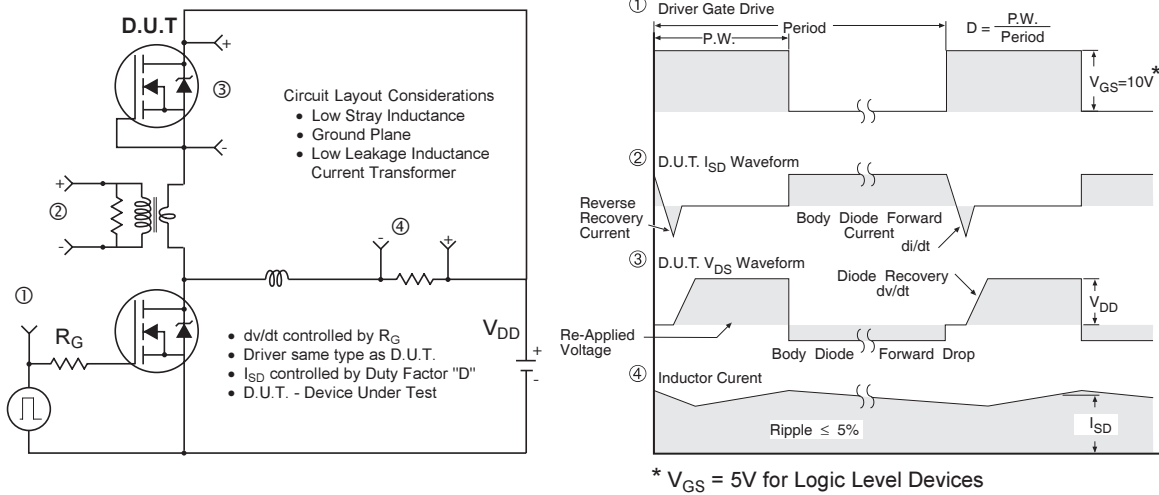 D.U.T
+
③
-
Circuit Layout Considerations
• Low Stray Inductance
• Ground Plane
• Low Leakage Inductance
Current Transformer
+
②
-
④
-
+
①
R_G
V_DD
+
-
• dv/dt controlled by R_G
• Driver same type as D.U.T.
• I_SD controlled by Duty Factor "D"
• D.U.T. - Device Under Test
① Driver Gate Drive
P.W.
Period
D = P.W. / Period
V_GS=10V*
② D.U.T. I_SD Waveform
Reverse
Recovery
Current
Body Diode Forward
Current
di/dt
③ D.U.T. V_DS Waveform
Diode Recovery
dv/dt
V_DD
Re-Applied
Voltage
Body Diode Forward Drop
④ Inductor Curent
Ripple ≤ 5%
I_SD
* V_GS = 5V for Logic Level Devices